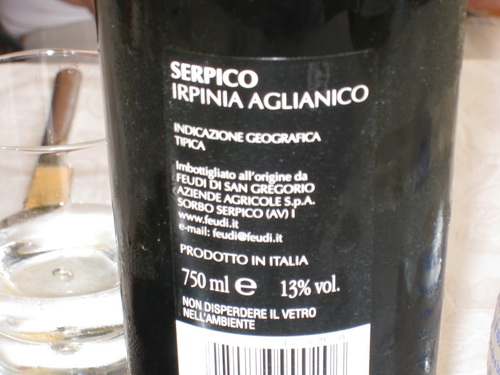 SERPICO
IRPINIA AGLIANICO
INDICAZIONE GEOGRAFICA
TIPICA
Imbottigliato all'origine da
FEUDI DI SAN GREGORIO
AZIENDE AGRICOLE S.p.A.
SORBO SERPICO (AV) I
www.feudi.it
e-mail: feudi@feudi.it
PRODOTTO IN ITALIA
750 ml e 13% vol.
NON DISPERDERE IL VETRO
NELL'AMBIENTE